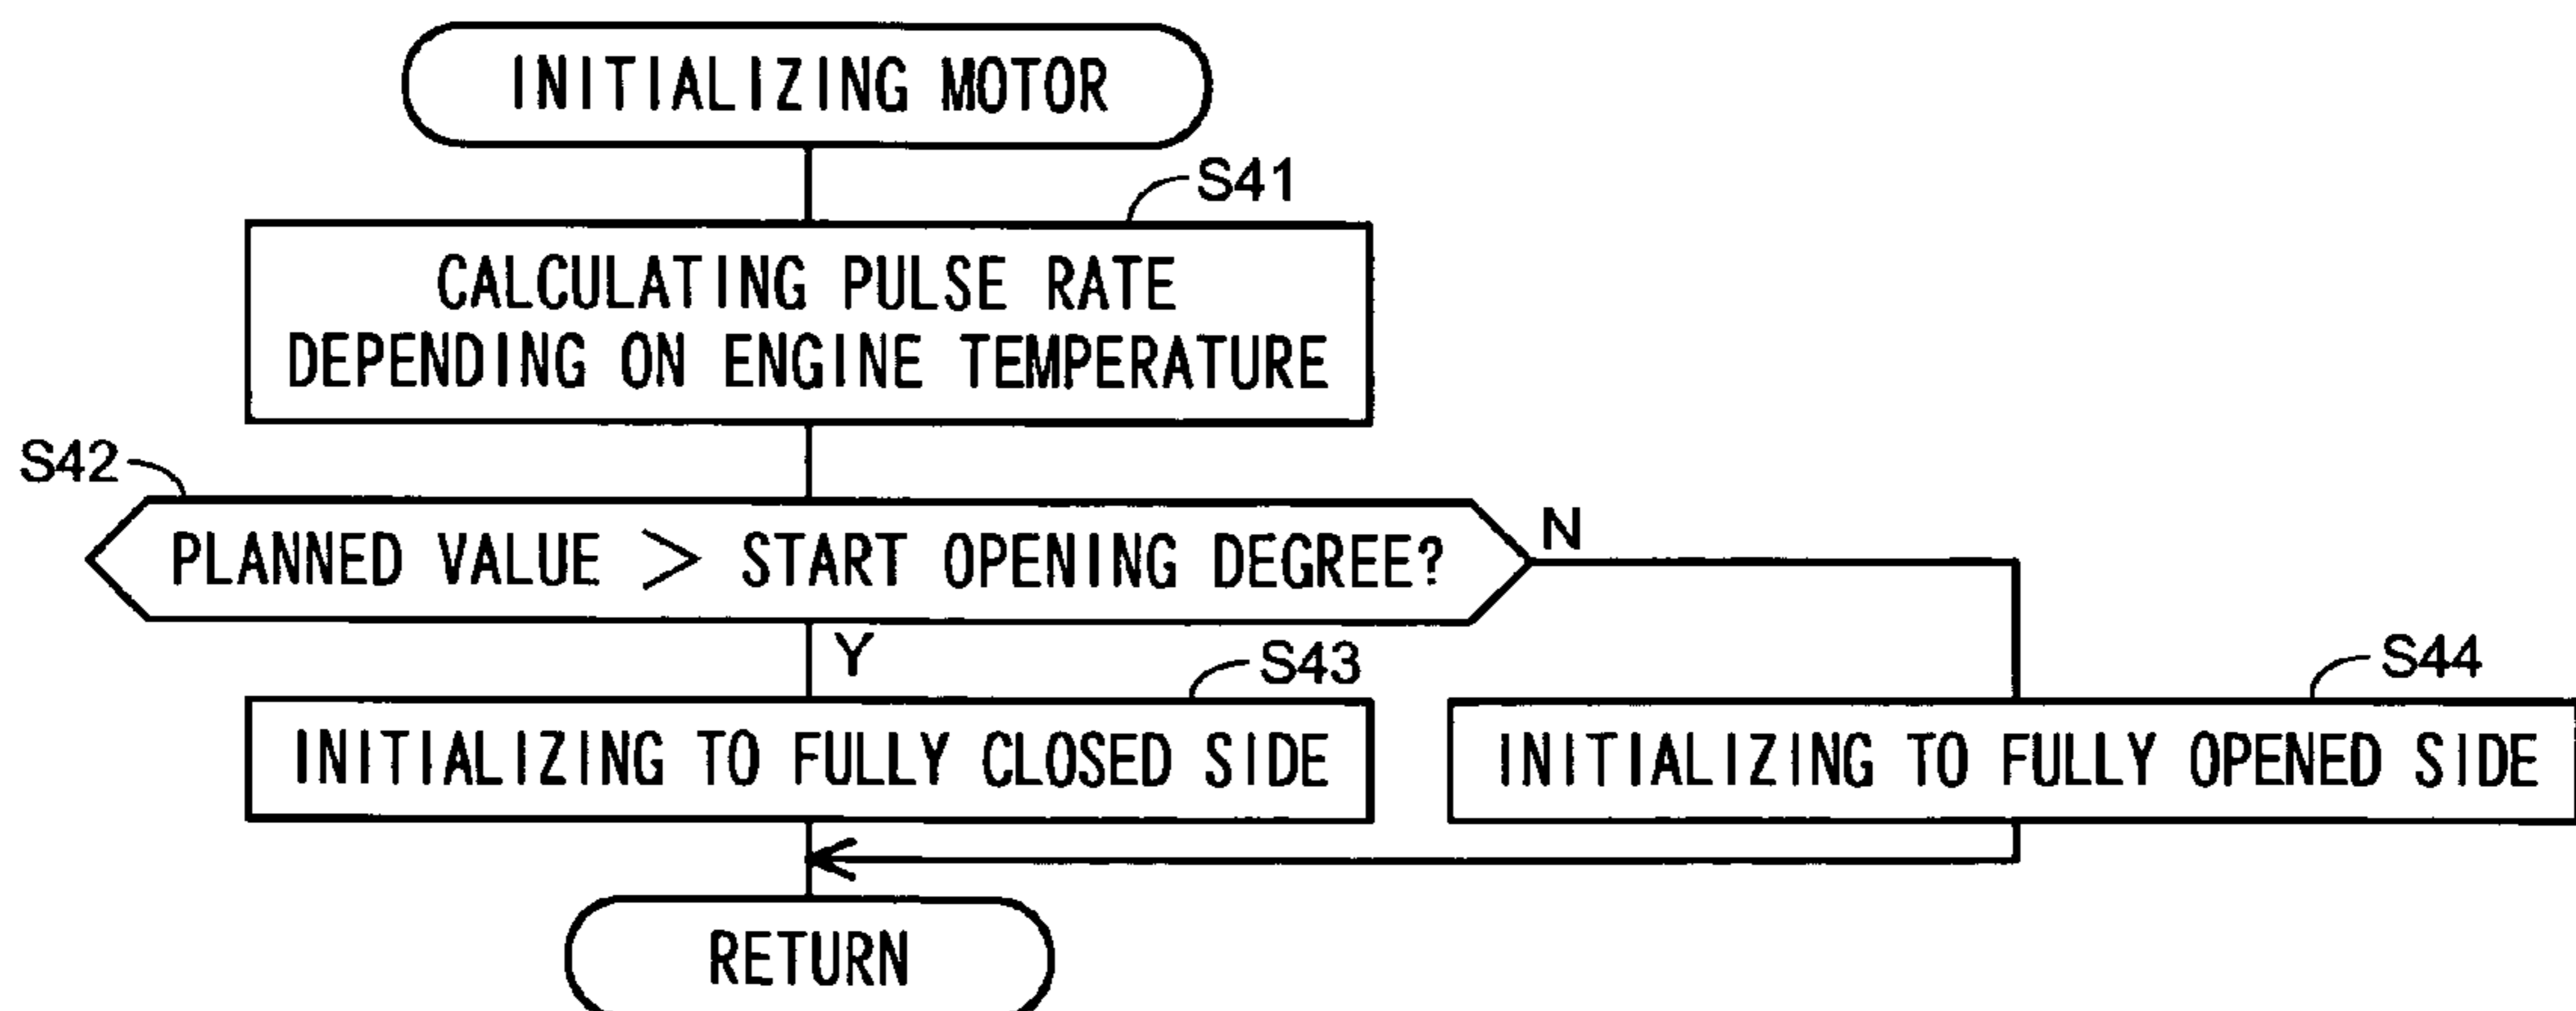 INITIALIZING MOTOR
S41
CALCULATING PULSE RATE
DEPENDING ON ENGINE TEMPERATURE
S42
PLANNED VALUE > START OPENING DEGREE?
N
Y
S43
INITIALIZING TO FULLY CLOSED SIDE
S44
INITIALIZING TO FULLY OPENED SIDE
RETURN